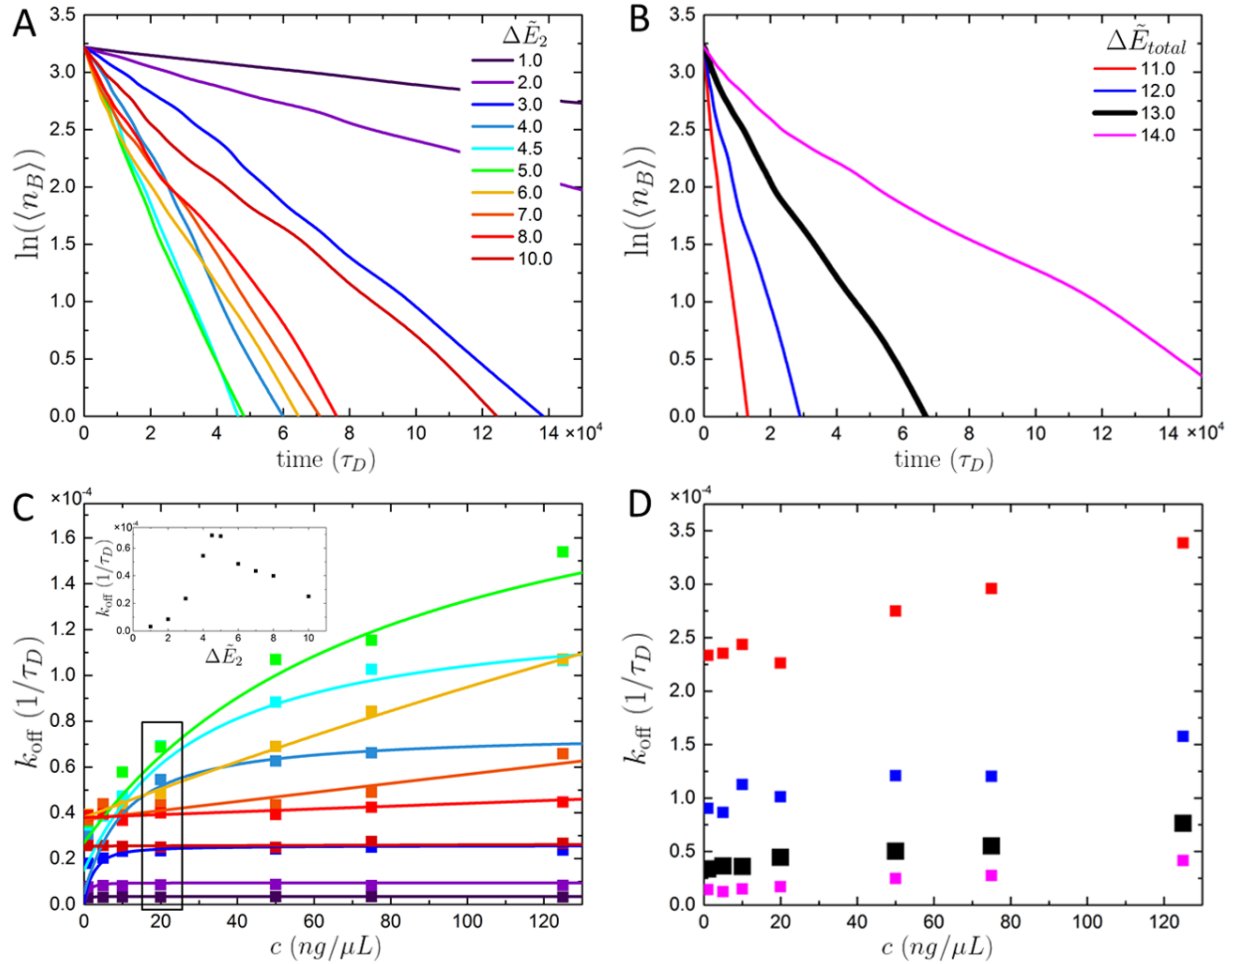 A
3.5
3.0
2.5
2.0
1.5
1.0
0.5
0.0
ln(⟨n_B⟩)
0 2 4 6 8 10 12 14 ×10⁴
time (τ_D)
ΔẼ₂
1.0
2.0
3.0
4.0
4.5
5.0
6.0
7.0
8.0
10.0
B
3.5
3.0
2.5
2.0
1.5
1.0
0.5
0.0
ln(⟨n_B⟩)
0 2 4 6 8 10 12 14 ×10⁴
time (τ_D)
ΔẼ_total
11.0
12.0
13.0
14.0
C
×10⁻⁴
1.6
1.4
1.2
1.0
0.8
0.6
0.4
0.2
0.0
k_off (1/τ_D)
0 20 40 60 80 100 120
c (ng/μL)
×10⁻⁴
0.6
0.4
0.2
0.0
k_off (1/τ_D)
0 2 4 6 8 10
ΔẼ₂
D
×10⁻⁴
3.5
3.0
2.5
2.0
1.5
1.0
0.5
0.0
k_off (1/τ_D)
0 20 40 60 80 100 120
c (ng/μL)